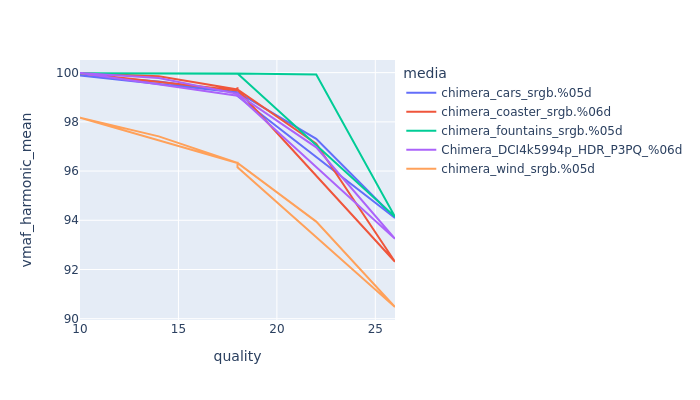 media
chimera_cars_srgb.%05d
chimera_coaster_srgb.%06d
chimera_fountains_srgb.%05d
Chimera_DCI4k5994p_HDR_P3PQ_%06d
chimera_wind_srgb.%05d
vmaf_harmonic_mean
100
98
96
94
92
90
10
15
20
25
quality